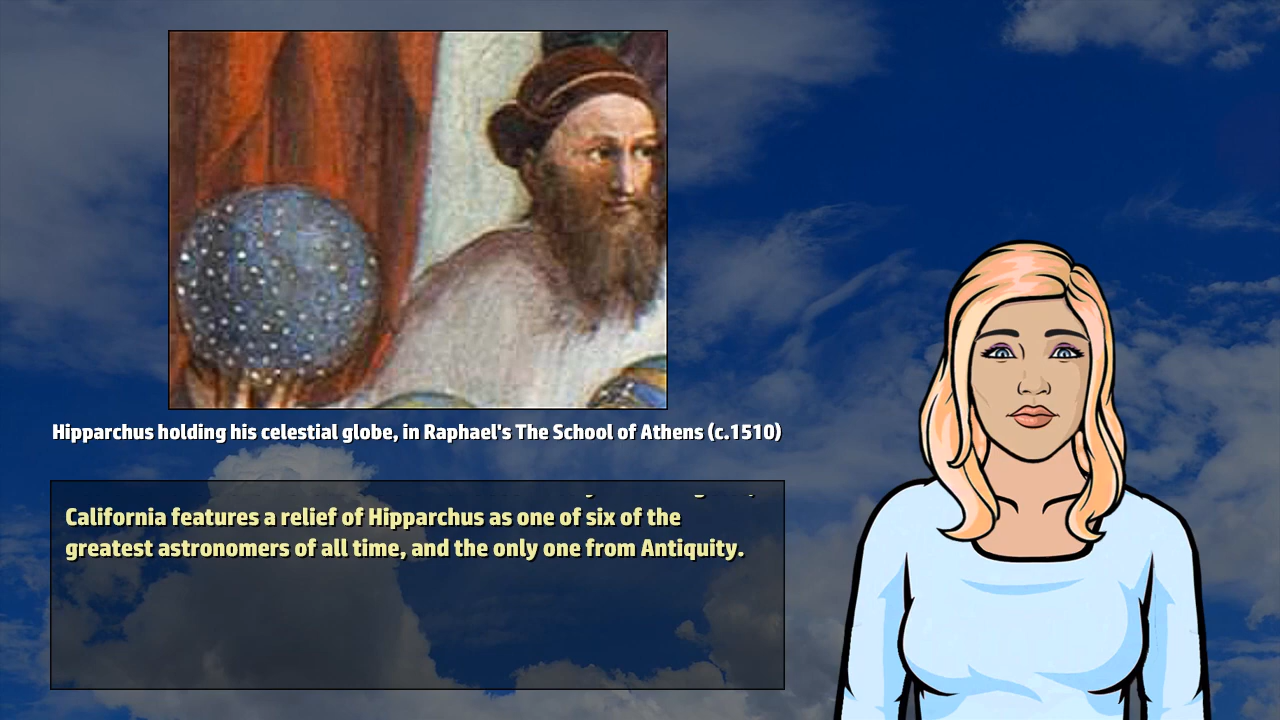 Hipparchus holding his celestial globe, in Raphael's The School of Athens (c.1510)
California features a relief of Hipparchus as one of six of the
greatest astronomers of all time, and the only one from Antiquity.